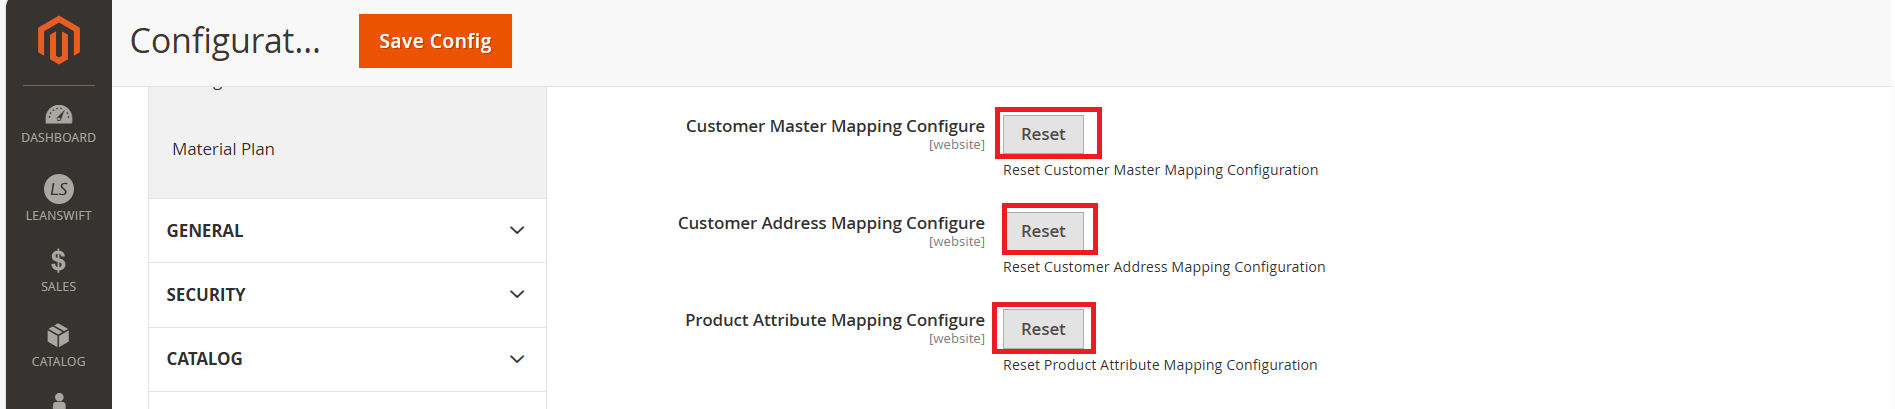 Configurat...
Save Config
DASHBOARD
LS
LEANSWIFT
$
SALES
CATALOG
Material Plan
GENERAL
SECURITY
CATALOG
Customer Master Mapping Configure
[website]
Reset
Reset Customer Master Mapping Configuration
Customer Address Mapping Configure
[website]
Reset
Reset Customer Address Mapping Configuration
Product Attribute Mapping Configure
[website]
Reset
Reset Product Attribute Mapping Configuration